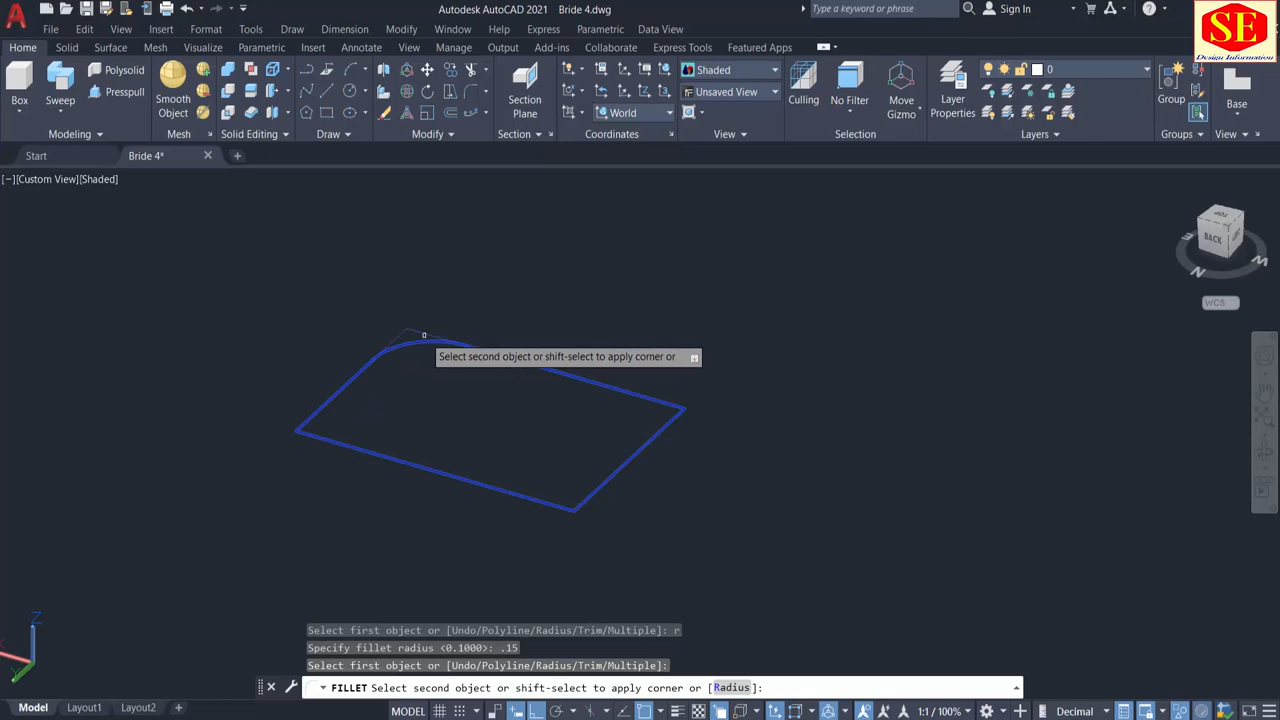 Autodesk AutoCAD 2021 Bride 4.dwg
Type a keyword or phrase
Sign In
SE
Design Information
File Edit View Insert Format Tools Draw Dimension Modify Window Help Express Parametric Data View
Home Solid Surface Mesh Visualize Parametric Insert Annotate View Manage Output Add-ins Collaborate Express Tools Featured Apps
Box
Sweep
Polysolid
Presspull
Smooth
Object
Section
Plane
World
Shaded
Unsaved View
Culling
No Filter
Move
Gizmo
Layer
Properties
0
Group
Base
Modeling Mesh Solid Editing Draw Modify Section Coordinates View Selection Layers Groups View
Start Bride 4*
[−][Custom View][Shaded]
TOP
BACK
E
N
W
WCS
Select second object or shift-select to apply corner or
Z
Select first object or [Undo/Polyline/Radius/Trim/Multiple]: r
Specify fillet radius <0.1000>: .15
Select first object or [Undo/Polyline/Radius/Trim/Multiple]:
FILLET Select second object or shift-select to apply corner or [Radius]:
Model Layout1 Layout2
MODEL
1:1 / 100%
Decimal